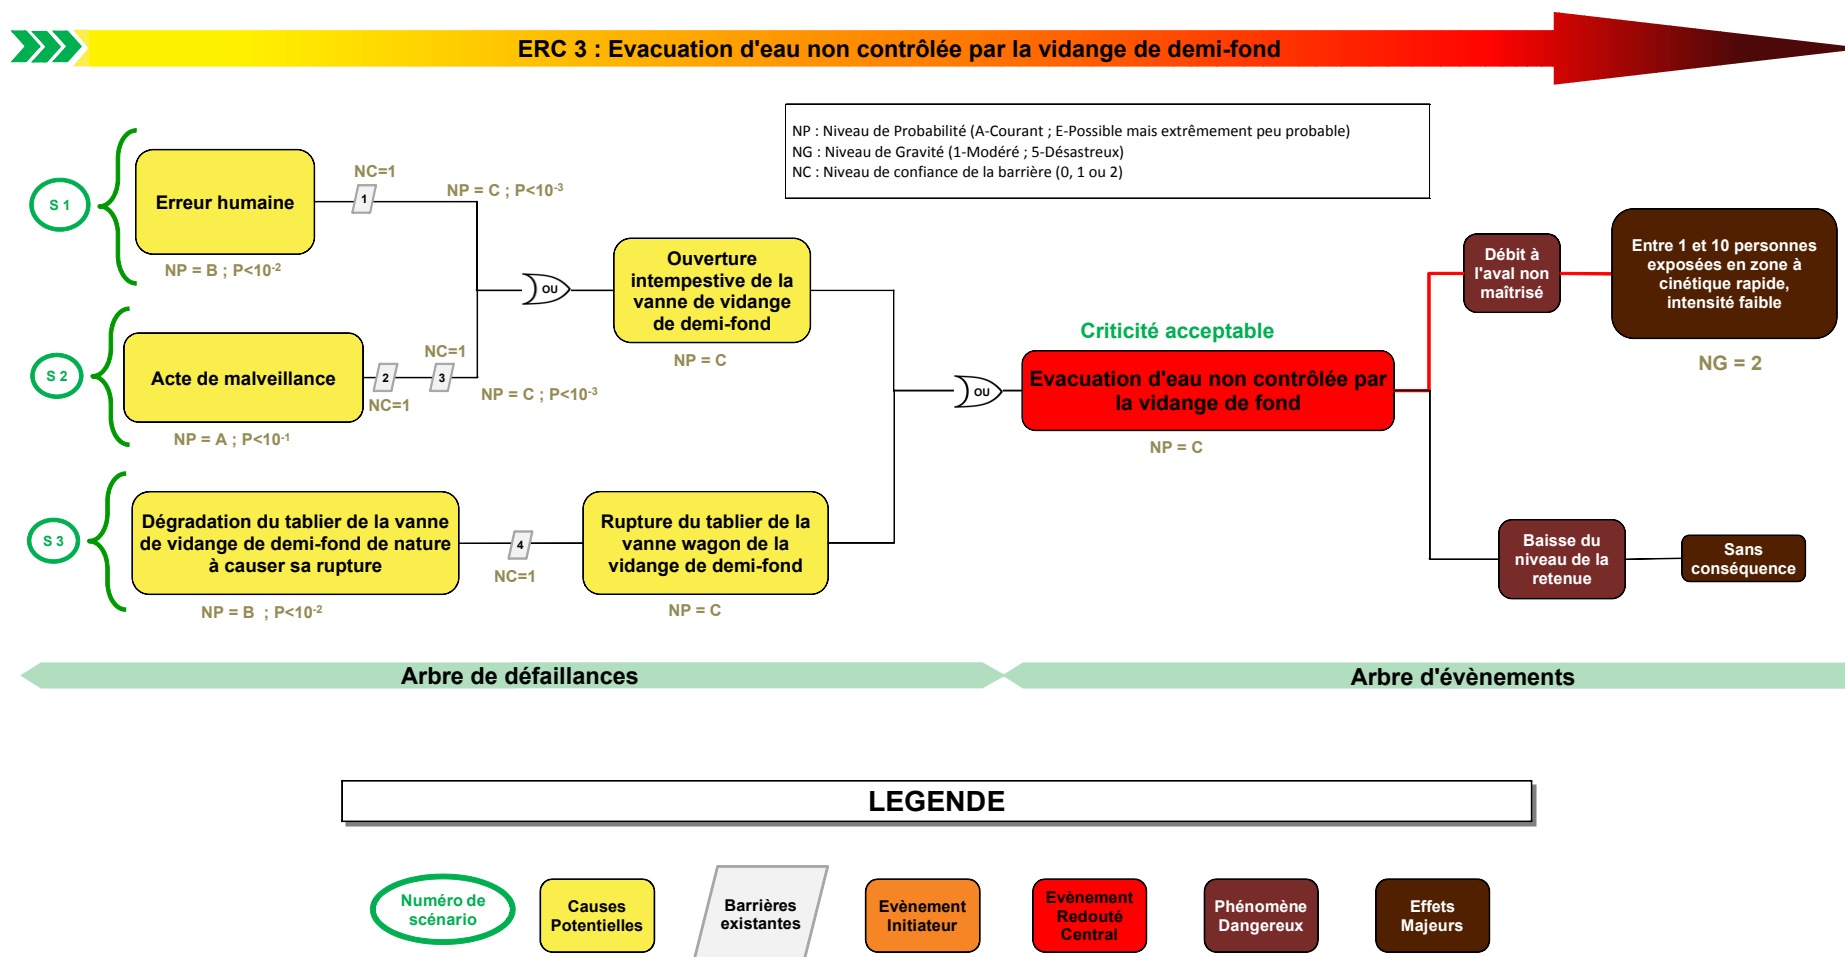 ERC 3 : Evacuation d'eau non contrôlée par la vidange de demi-fond
NP : Niveau de Probabilité (A-Courant ; E-Possible mais extrêmement peu probable)
NG : Niveau de Gravité (1-Modéré ; 5-Désastreux)
NC : Niveau de confiance de la barrière (0, 1 ou 2)
S 1
Erreur humaine
NP = B ; P<10⁻²
NC=1
1
NP = C ; P<10⁻³
S 2
Acte de malveillance
NP = A ; P<10⁻¹
2
NC=1
NC=1
3
NP = C ; P<10⁻³
OU
Ouverture
intempestive de la
vanne de vidange
de demi-fond
NP = C
S 3
Dégradation du tablier de la vanne
de vidange de demi-fond de nature
à causer sa rupture
NP = B ; P<10⁻²
4
NC=1
Rupture du tablier de la
vanne wagon de la
vidange de demi-fond
NP = C
OU
Criticité acceptable
Evacuation d'eau non contrôlée par
la vidange de fond
NP = C
Débit à
l'aval non
maîtrisé
Entre 1 et 10 personnes
exposées en zone à
cinétique rapide,
intensité faible
NG = 2
Baisse du
niveau de la
retenue
Sans
conséquence
Arbre de défaillances
Arbre d'évènements
LEGENDE
Numéro de
scénario
Causes
Potentielles
Barrières
existantes
Evènement
Initiateur
Evènement
Redouté
Central
Phénomène
Dangereux
Effets
Majeurs